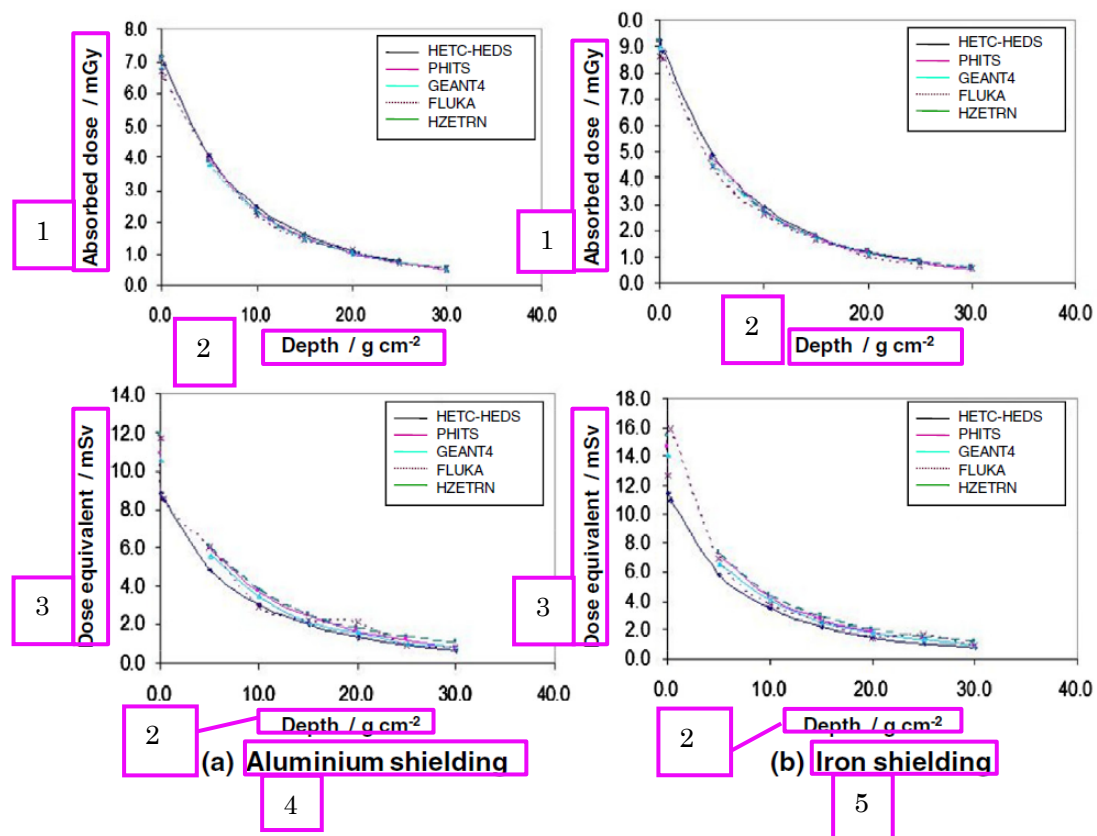 8.0
7.0
6.0
5.0
4.0
3.0
2.0
1.0
0.0
Absorbed dose / mGy
1
HETC-HEDS
PHITS
GEANT4
FLUKA
HZETRN
0.0 10.0 20.0 30.0 40.0
2
Depth / g cm-2
0.0
9.0
8.0
7.0
6.0
5.0
4.0
3.0
2.0
1.0
0.0
Absorbed dose / mGy
1
HETC-HEDS
PHITS
GEANT4
FLUKA
HZETRN
0.0 10.0 20.0 30.0 40.0
2
Depth / g cm-2
14.0
12.0
10.0
8.0
6.0
4.0
2.0
0.0
Dose equivalent / mSv
3
HETC-HEDS
PHITS
GEANT4
FLUKA
HZETRN
0.0 10.0 20.0 30.0 40.0
2
Depth / g cm-2
(a) Aluminium shielding
4
18.0
16.0
14.0
12.0
10.0
8.0
6.0
4.0
2.0
0.0
Dose equivalent / mSv
3
HETC-HEDS
PHITS
GEANT4
FLUKA
HZETRN
0.0 10.0 20.0 30.0 40.0
2
Depth / g cm-2
(b) Iron shielding
5